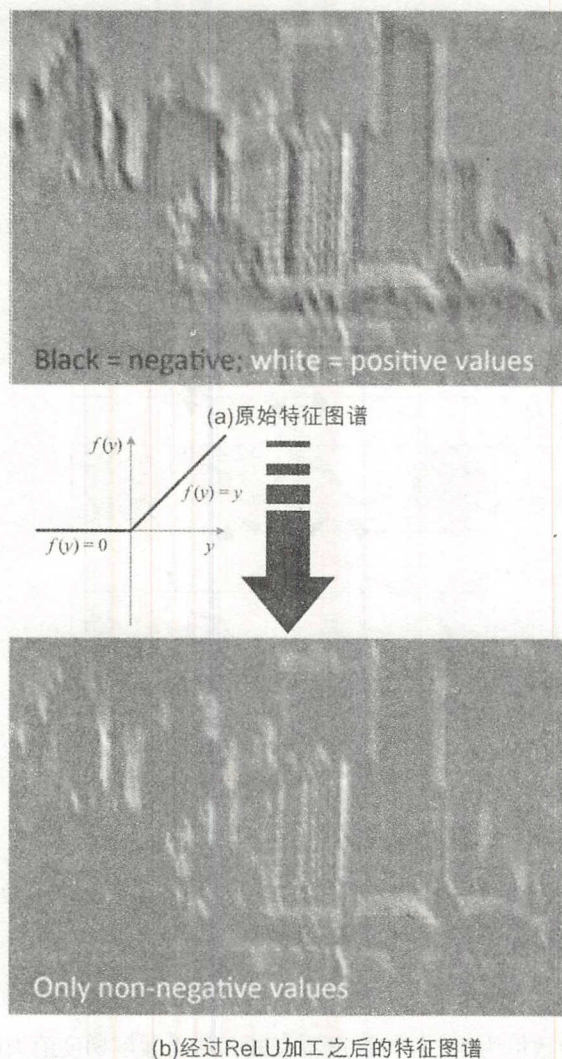 Black = negative; white = positive values
(a)原始特征图谱
f(y)
f(y) = y
f(y) = 0
y
Only non-negative values
(b)经过ReLU加工之后的特征图谱